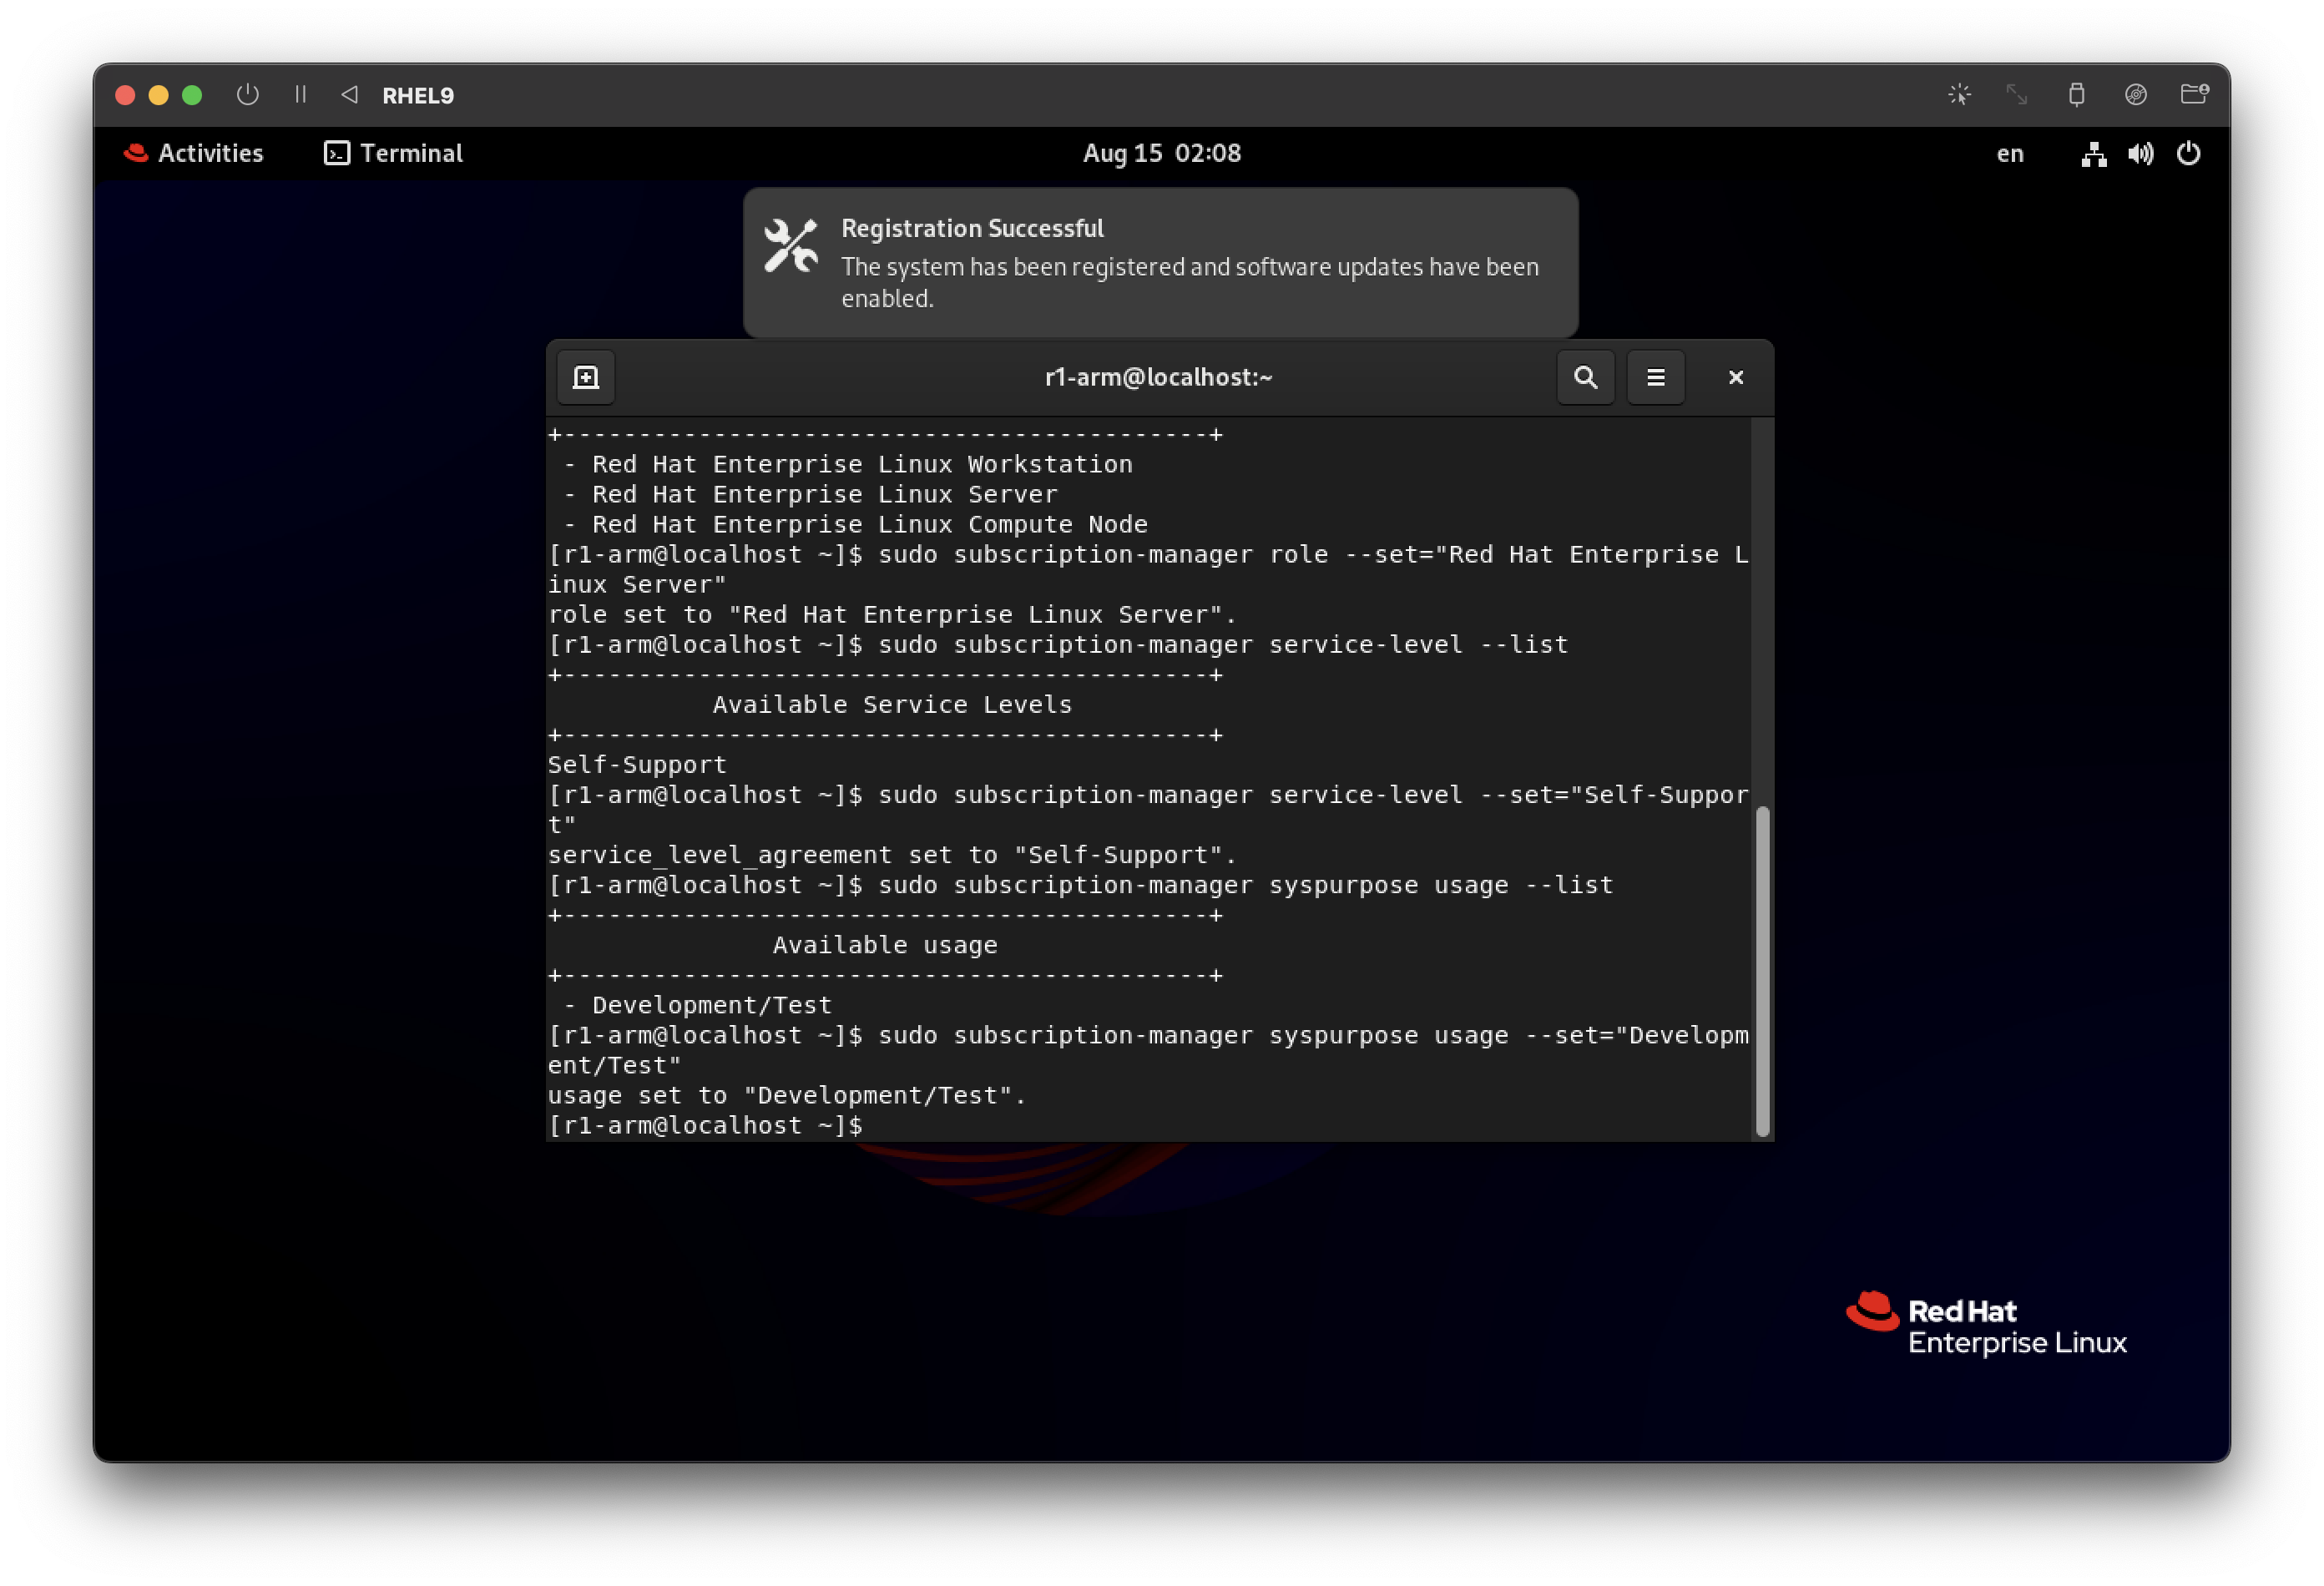 RHEL9
Activities Terminal Aug 15 02:08 en
Registration Successful
The system has been registered and software updates have been
enabled.
r1-arm@localhost:~
+-------------------------------------------+
 - Red Hat Enterprise Linux Workstation
 - Red Hat Enterprise Linux Server
 - Red Hat Enterprise Linux Compute Node
[r1-arm@localhost ~]$ sudo subscription-manager role --set="Red Hat Enterprise L
inux Server"
role set to "Red Hat Enterprise Linux Server".
[r1-arm@localhost ~]$ sudo subscription-manager service-level --list
+-------------------------------------------+
           Available Service Levels
+-------------------------------------------+
Self-Support
[r1-arm@localhost ~]$ sudo subscription-manager service-level --set="Self-Suppor
t"
service_level_agreement set to "Self-Support".
[r1-arm@localhost ~]$ sudo subscription-manager syspurpose usage --list
+-------------------------------------------+
               Available usage
+-------------------------------------------+
 - Development/Test
[r1-arm@localhost ~]$ sudo subscription-manager syspurpose usage --set="Developm
ent/Test"
usage set to "Development/Test".
[r1-arm@localhost ~]$
Red Hat
Enterprise Linux